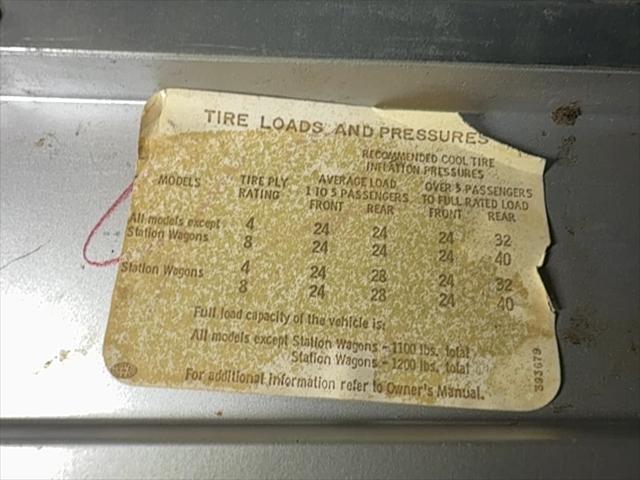 TIRE LOADS AND PRESSURES
RECOMMENDED COOL TIRE
INFLATION PRESSURES
MODELS TIRE PLY AVERAGE LOAD OVER 5 PASSENGERS
RATING 1 TO 5 PASSENGERS TO FULL RATED LOAD
FRONT REAR FRONT REAR
All models except 4 24 24 24 32
Station Wagons 8 24 24 24 40
Station Wagons 4 24 28 24 32
8 24 28 24 40
Full load capacity of the vehicle is:
All models except Station Wagons - 1100 lbs. total
Station Wagons - 1200 lbs. total
For additional information refer to Owner's Manual.
393679